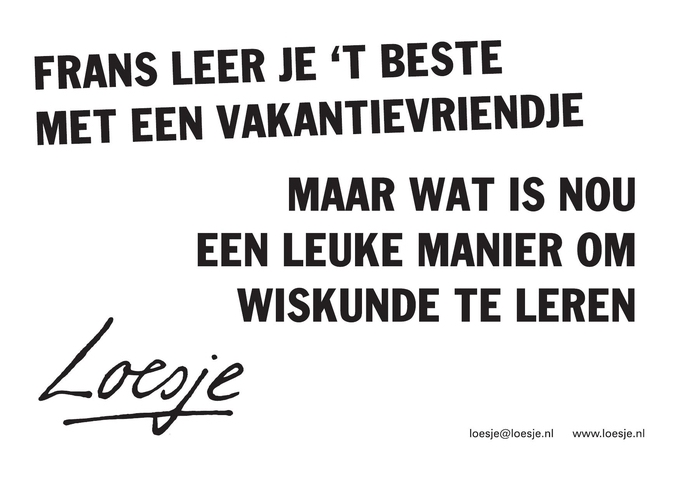 FRANS LEER JE ‘T BESTE
MET EEN VAKANTIEVRIENDJE
MAAR WAT IS NOU
EEN LEUKE MANIER OM
WISKUNDE TE LEREN
Loesje
loesje@loesje.nl www.loesje.nl